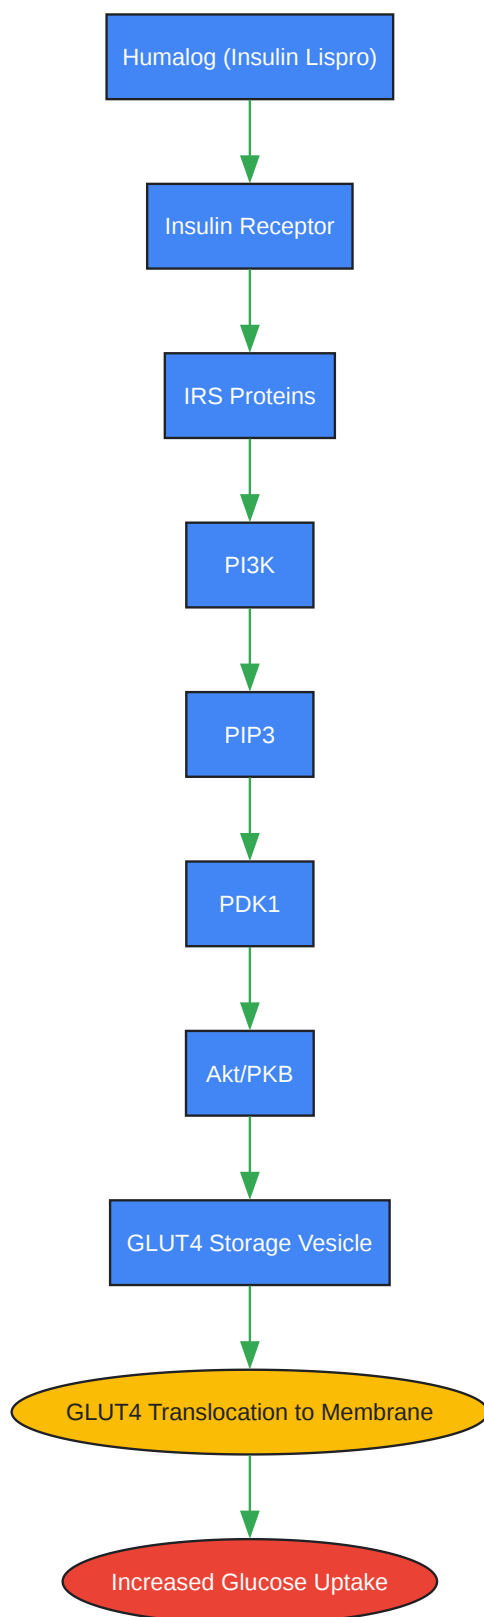 Humalog (Insulin Lispro)
Insulin Receptor
IRS Proteins
PI3K
PIP3
PDK1
Akt/PKB
GLUT4 Storage Vesicle
GLUT4 Translocation to Membrane
Increased Glucose Uptake